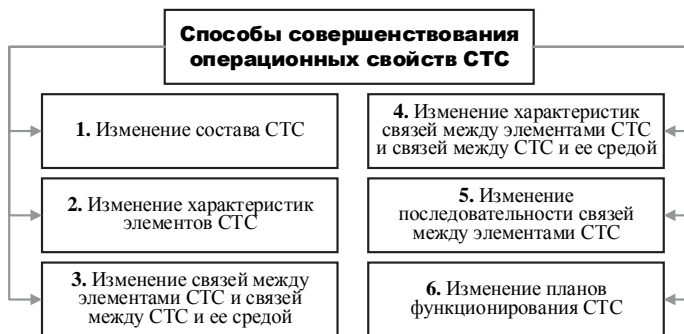 Способы совершенствования
операционных свойств СТС
1. Изменение состава СТС
2. Изменение характеристик
элементов СТС
3. Изменение связей между
элементами СТС и связей
между СТС и ее средой
4. Изменение характеристик
связей между элементами СТС
и связей между СТС и ее средой
5. Изменение
последовательности связей
между элементами СТС
6. Изменение планов
функционирования СТС